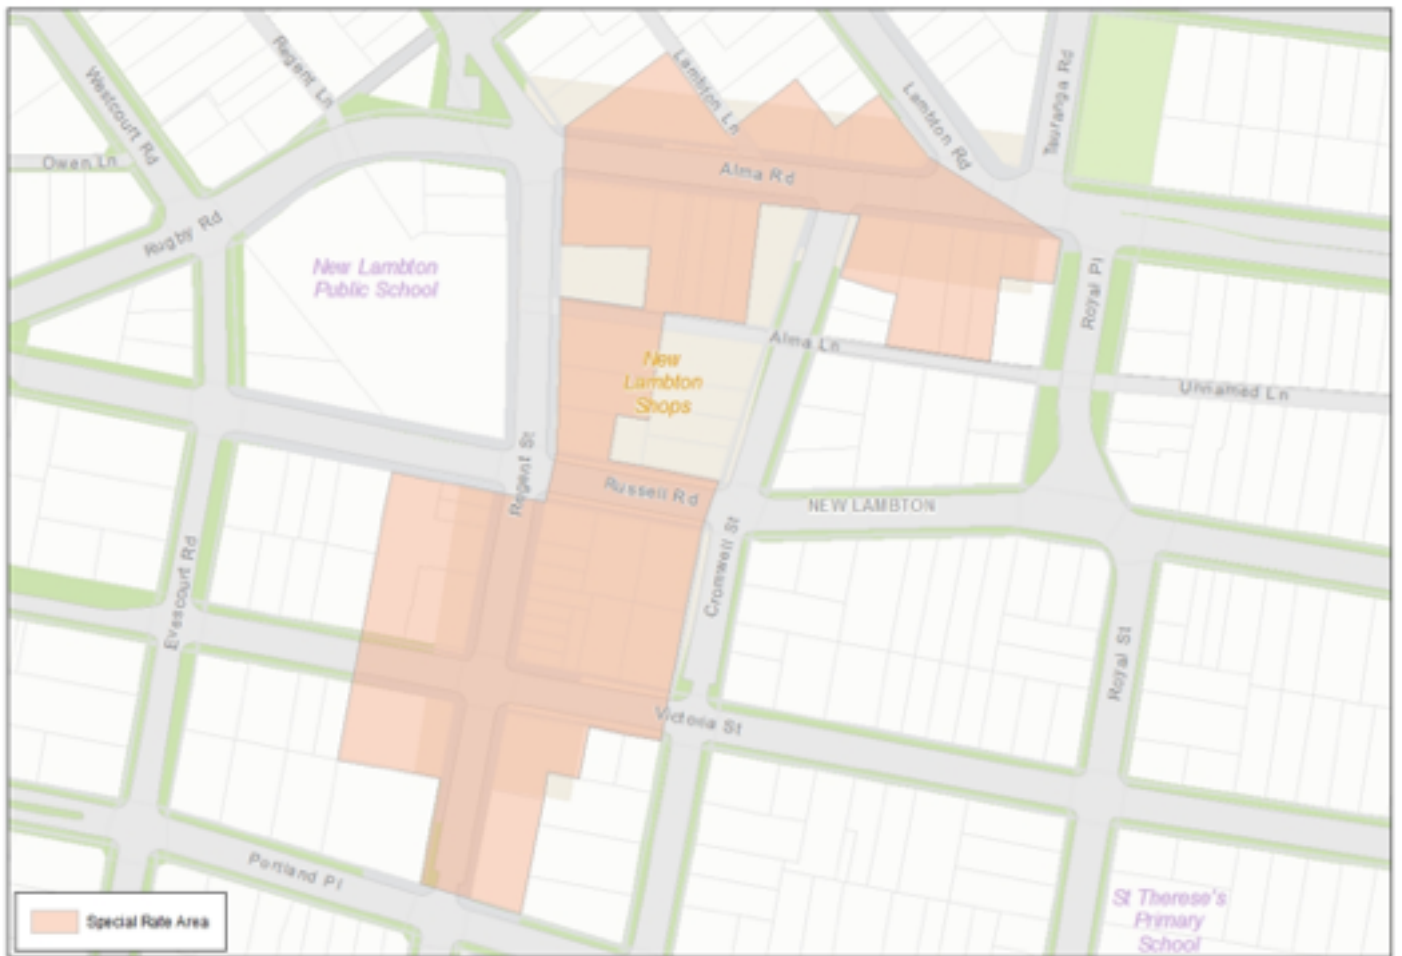 Regent Ln
Westcourt Rd
Lambton Ln
Lambton Rd
Tauranga Rd
Owen Ln
Alma Rd
Rugby Rd
New Lambton
Public School
Royal Pl
Alma Ln
New
Lambton
Shops
Unnamed Ln
Regent St
Russell Rd
NEW LAMBTON
Cromwell St
Evescourt Rd
Royal St
Victoria St
Portland Pl
St Therese's
Primary
School
Special Rate Area